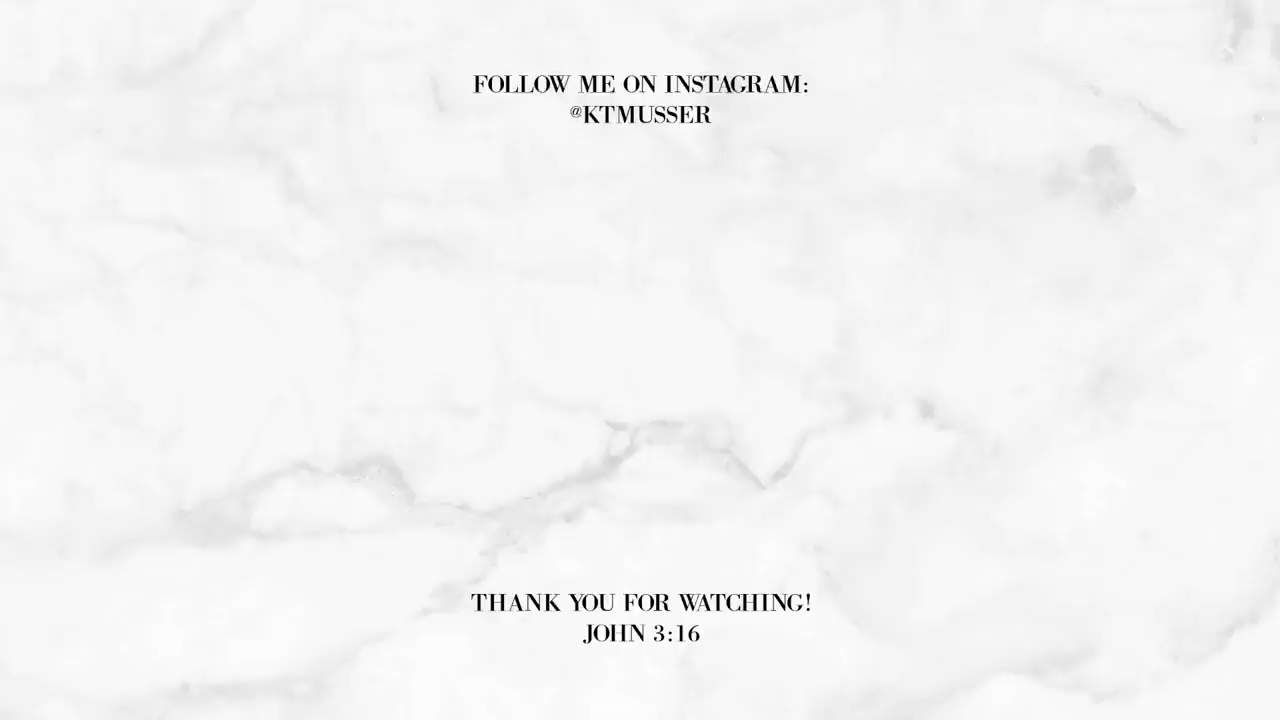 FOLLOW ME ON INSTAGRAM:
@KTMUSSER
THANK YOU FOR WATCHING!
JOHN 3:16